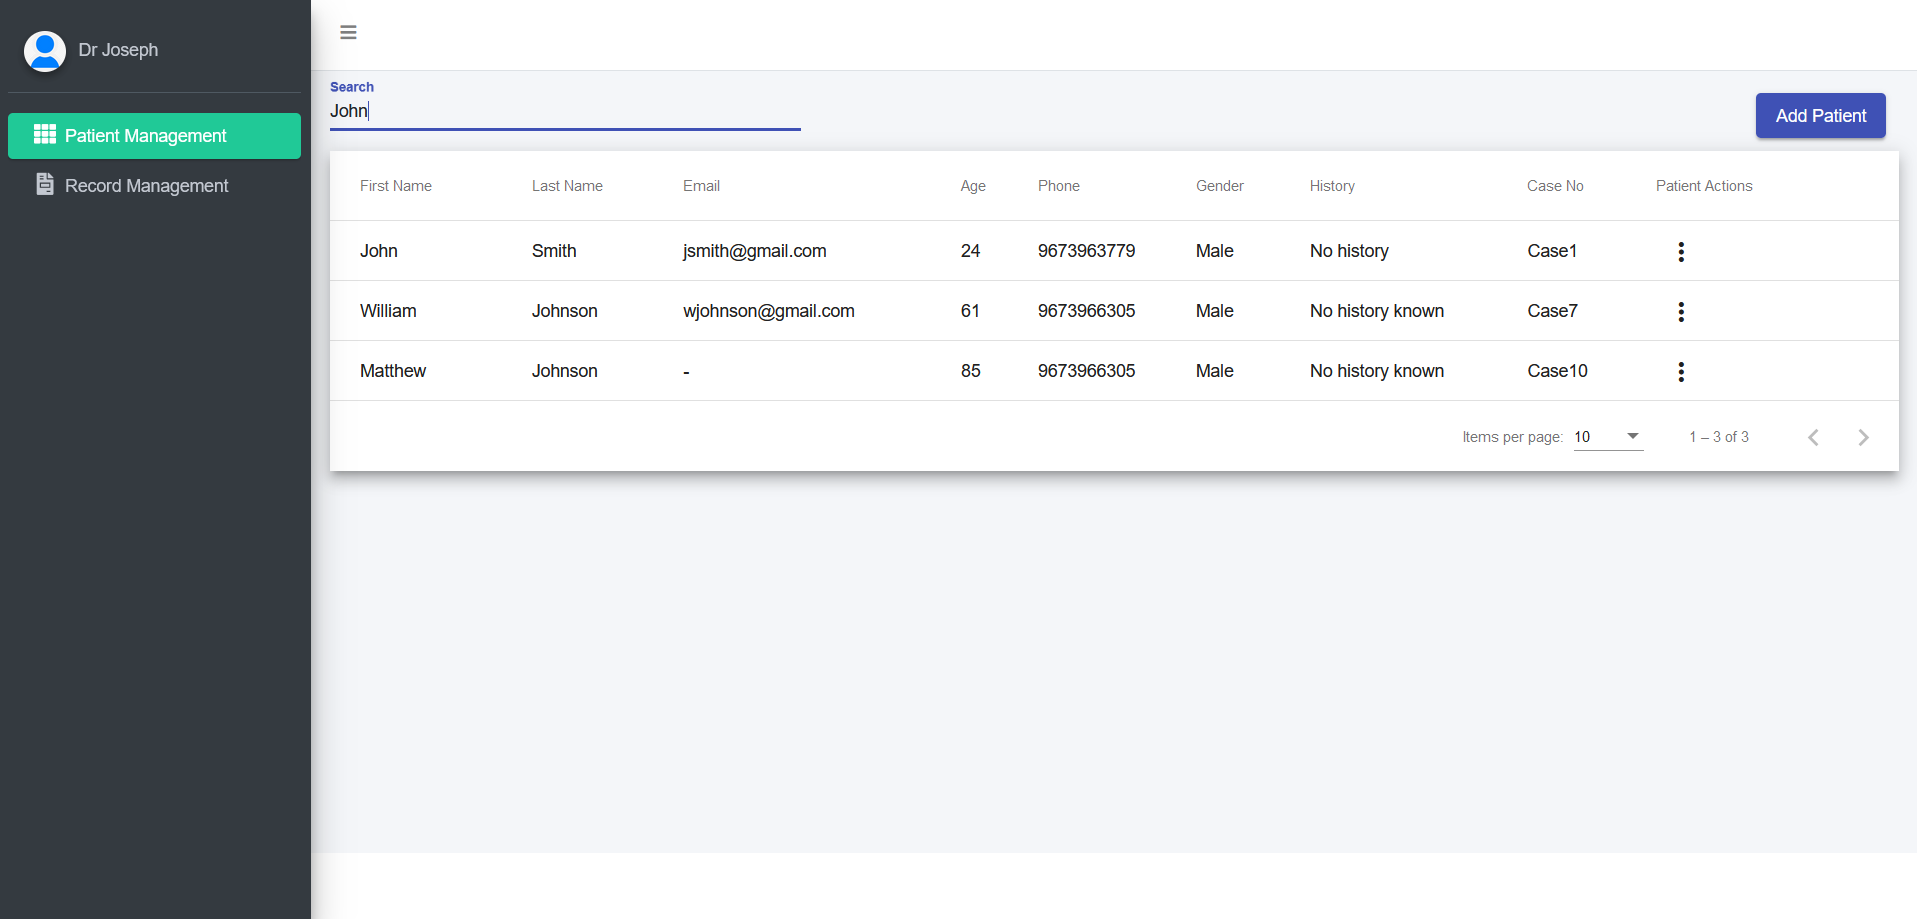 Dr Joseph
Patient Management
Record Management
Search
John
Add Patient
First Name Last Name Email Age Phone Gender History Case No Patient Actions
John Smith jsmith@gmail.com 24 9673963779 Male No history Case1
William Johnson wjohnson@gmail.com 61 9673966305 Male No history known Case7
Matthew Johnson - 85 9673966305 Male No history known Case10
Items per page: 10 1 – 3 of 3